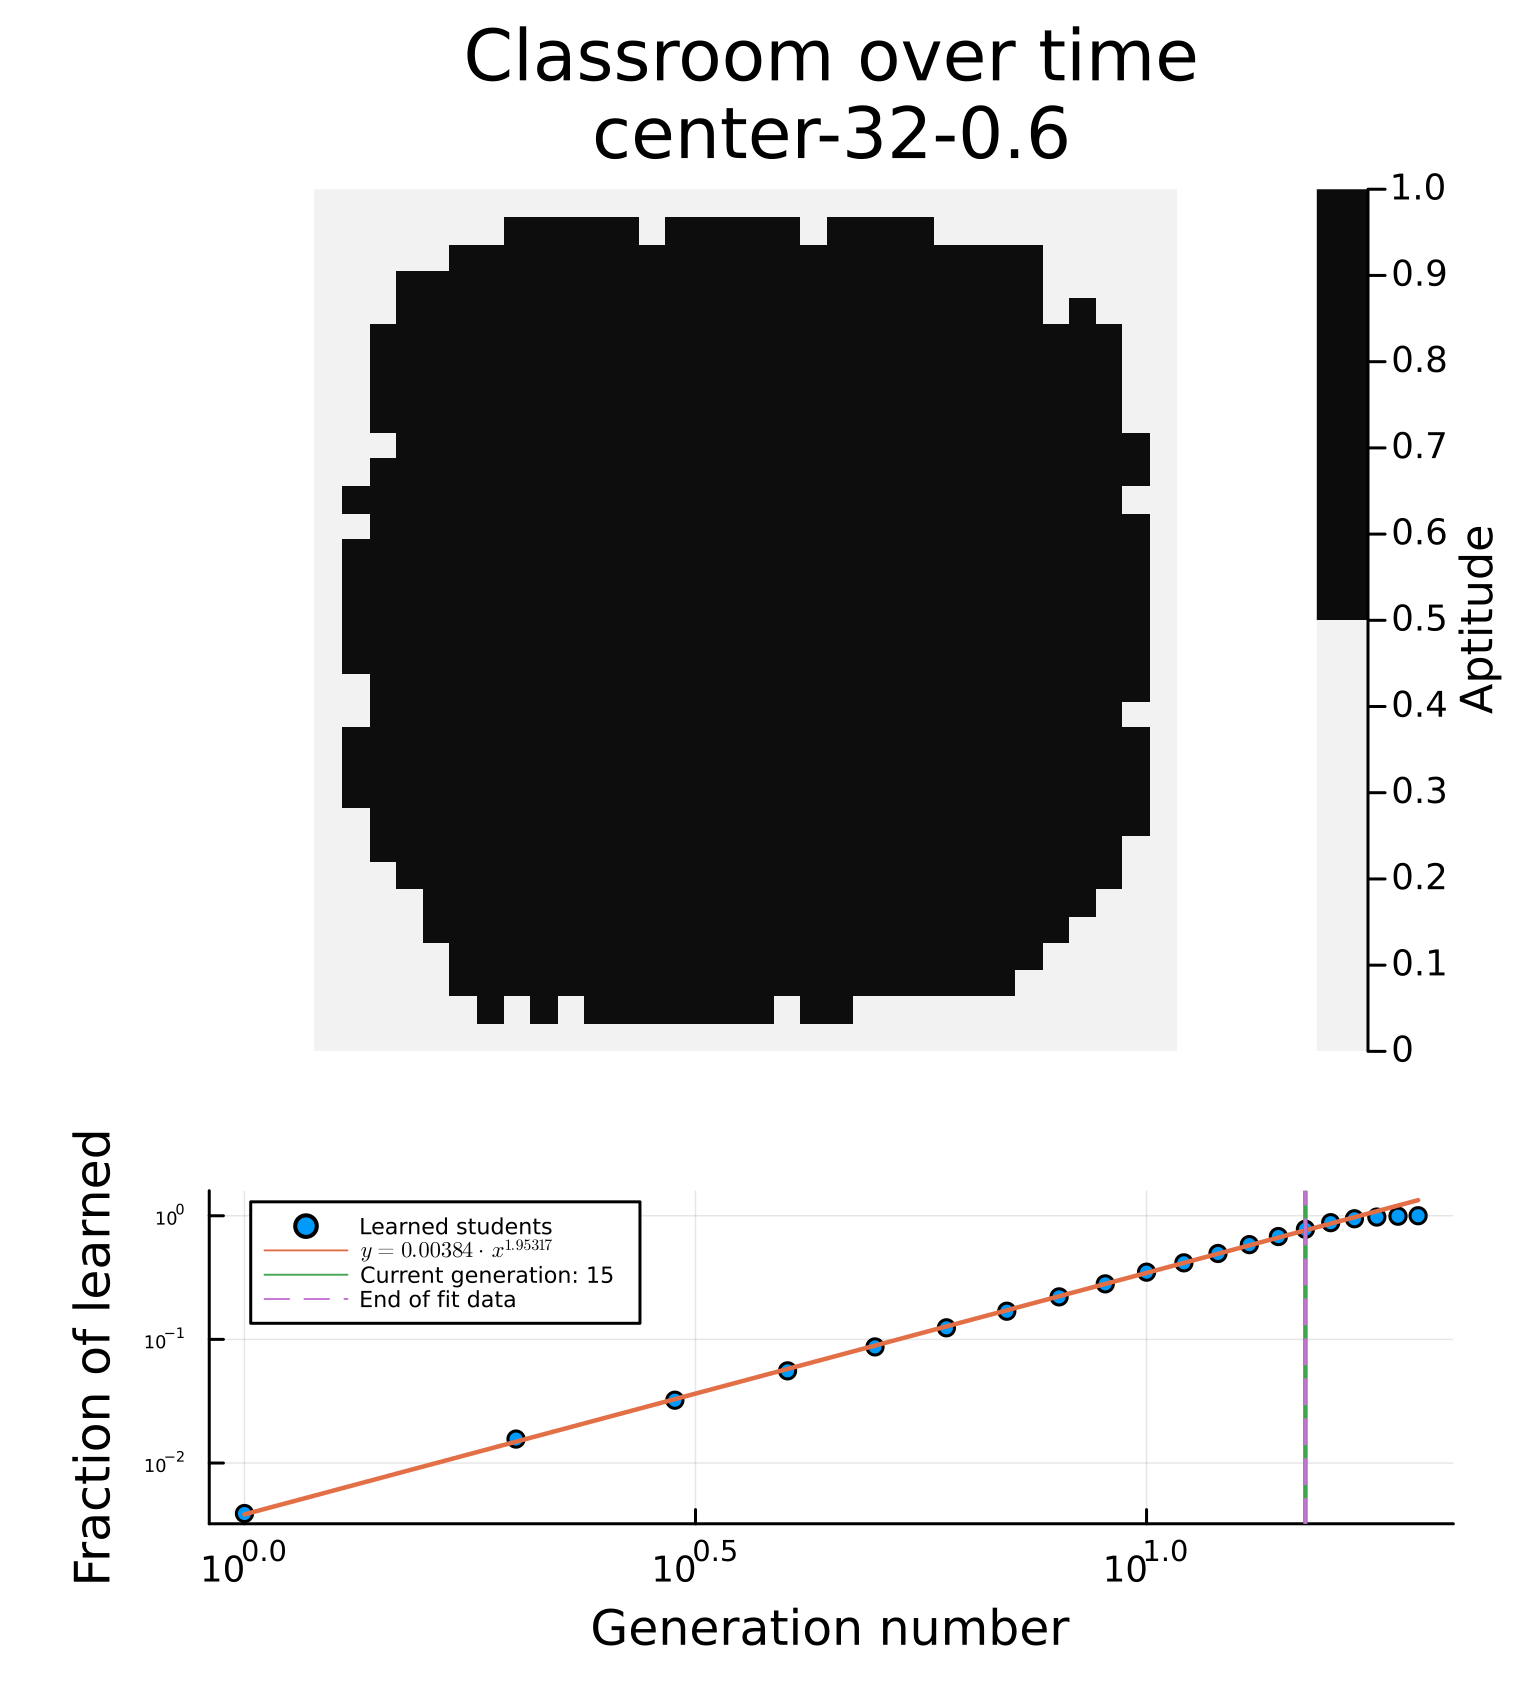 Classroom over time
center-32-0.6
1.0
0.9
0.8
0.7
0.6
0.5
0.4
0.3
0.2
0.1
0
Aptitude
Fraction of learned
10⁰
10⁻¹
10⁻²
Learned students
y = 0.00384 · x^1.95317
Current generation: 15
End of fit data
10^0.0
10^0.5
10^1.0
Generation number